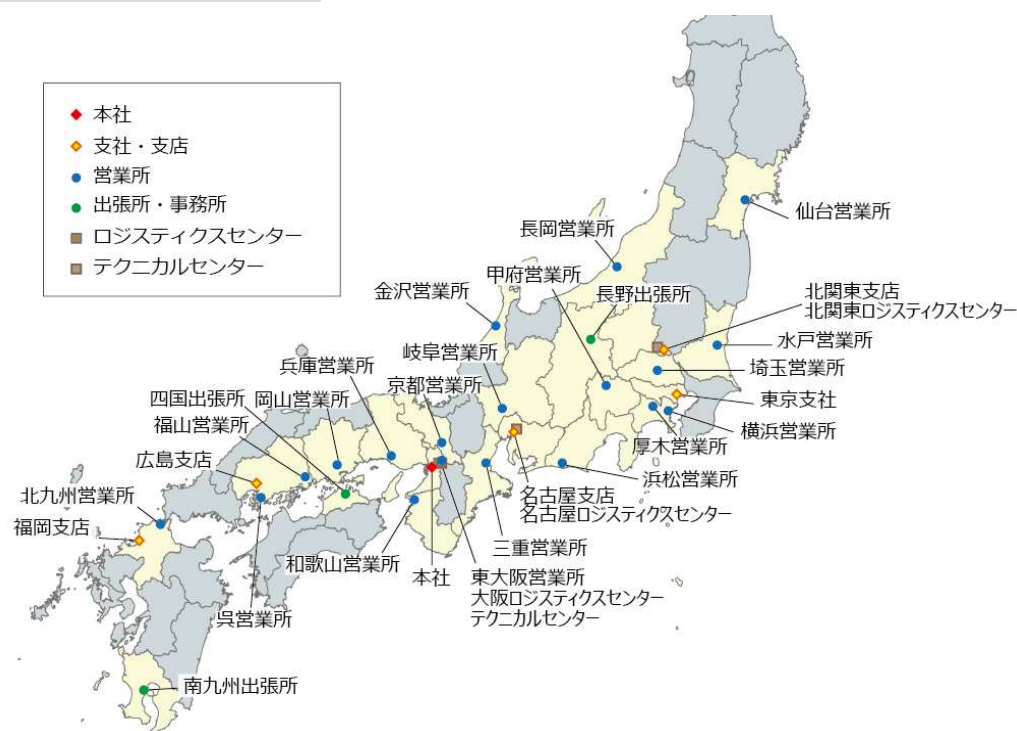 本社
支社・支店
営業所
出張所・事務所
ロジスティクスセンター
テクニカルセンター
仙台営業所
長岡営業所
甲府営業所
長野出張所
北関東支店
北関東ロジスティクスセンター
金沢営業所
水戸営業所
岐阜営業所
兵庫営業所
埼玉営業所
京都営業所
四国出張所
岡山営業所
東京支社
福山営業所
横浜営業所
厚木営業所
広島支店
浜松営業所
北九州営業所
名古屋支店
名古屋ロジスティクスセンター
福岡支店
三重営業所
和歌山営業所
本社
東大阪営業所
大阪ロジスティクスセンター
テクニカルセンター
呉営業所
南九州出張所